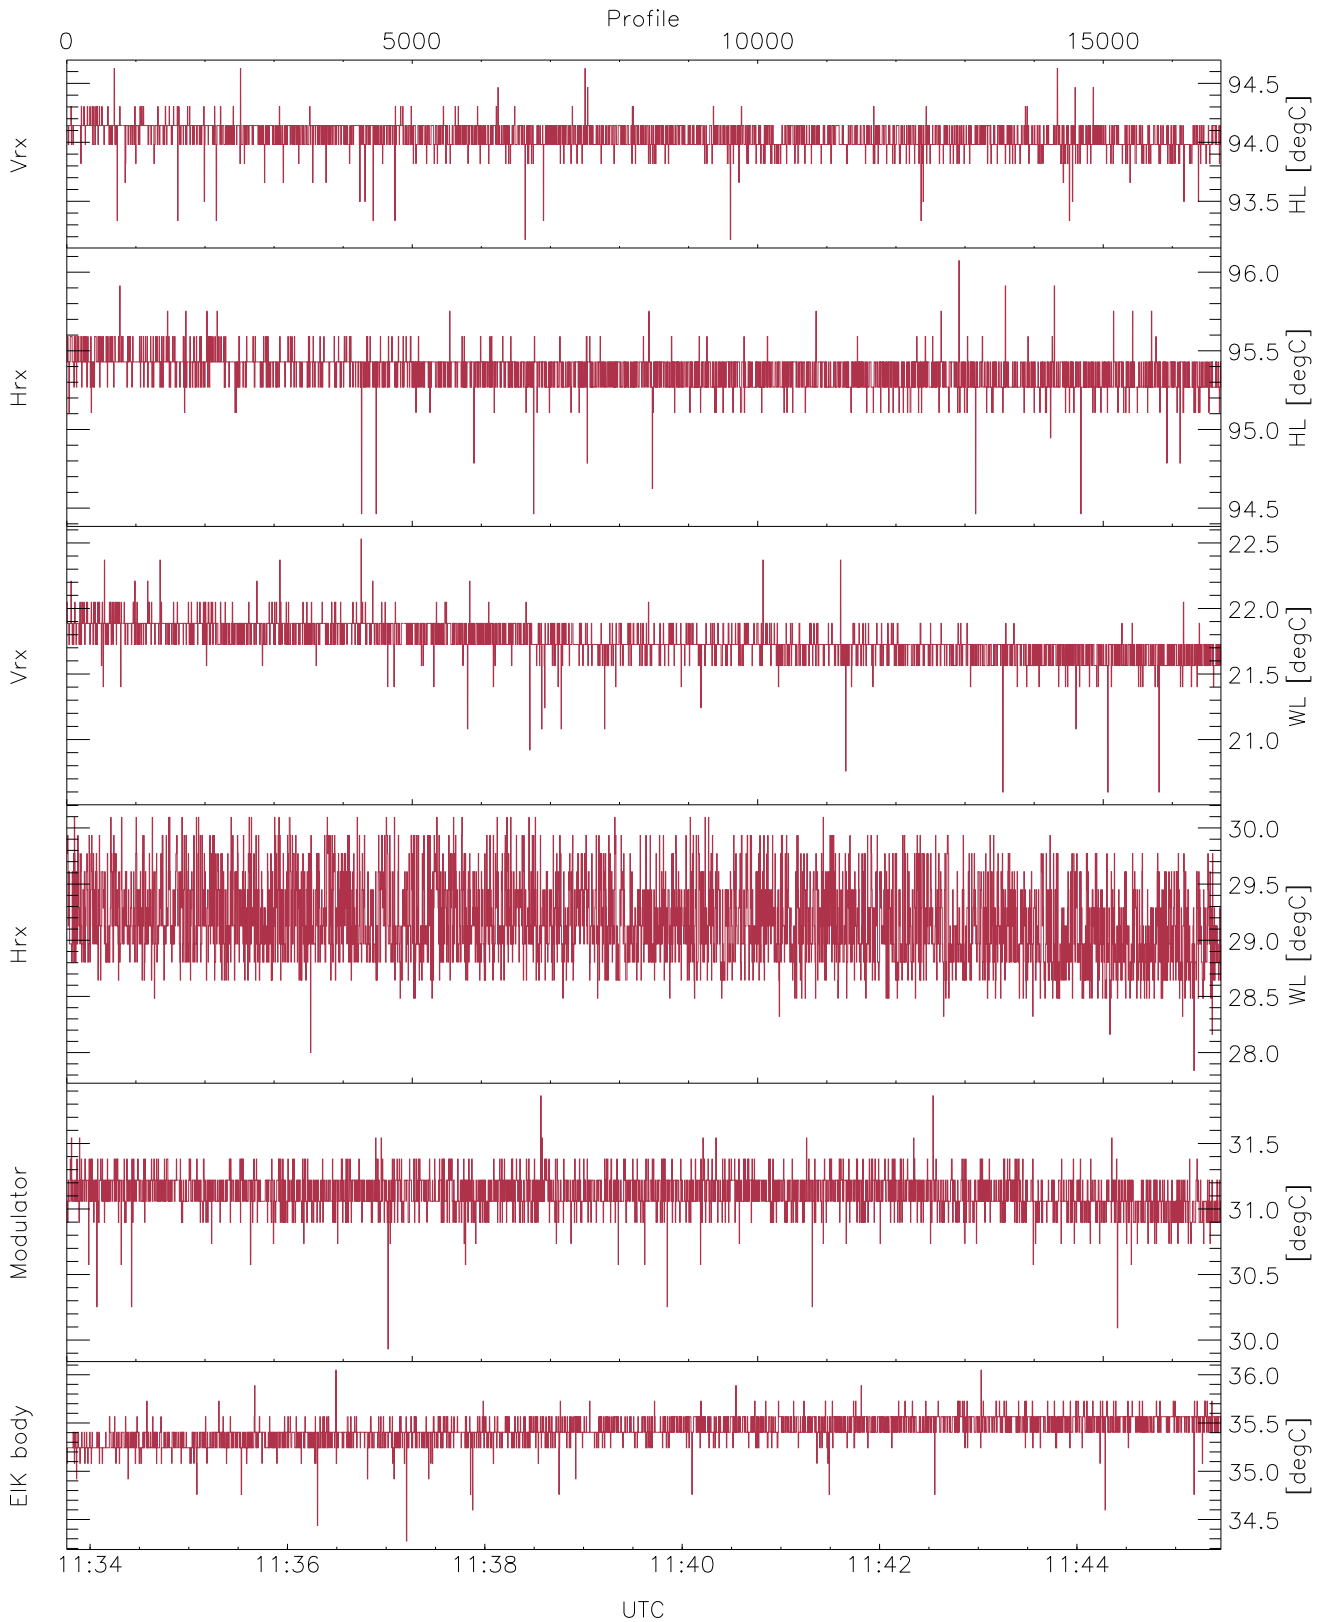 Profile
0 5000 10000 15000
Vrx
94.5
94.0
93.5
HL [degC]
Hrx
96.0
95.5
95.0
94.5
HL [degC]
Vrx
22.5
22.0
21.5
21.0
WL [degC]
Hrx
30.0
29.5
29.0
28.5
28.0
WL [degC]
Modulator
31.5
31.0
30.5
30.0
[degC]
EIK body
36.0
35.5
35.0
34.5
[degC]
11:34 11:36 11:38 11:40 11:42 11:44
UTC